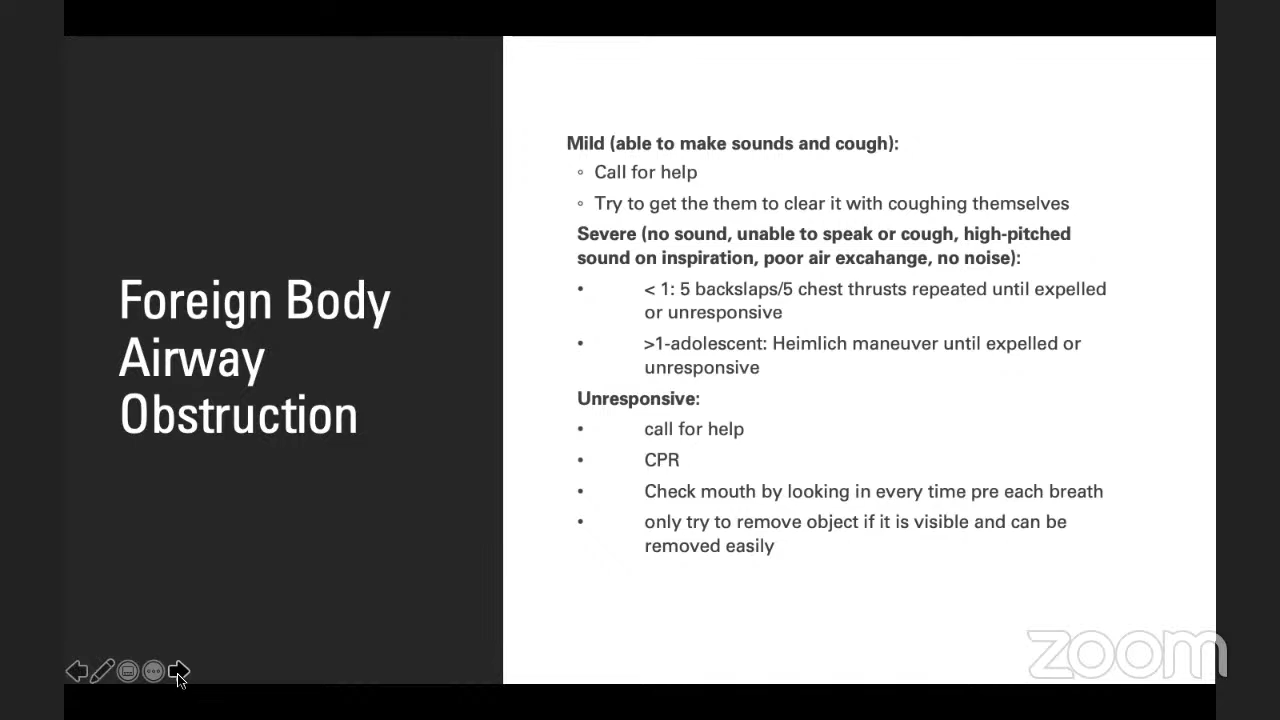 Foreign Body
Airway
Obstruction
Mild (able to make sounds and cough):
◦ Call for help
◦ Try to get the them to clear it with coughing themselves
Severe (no sound, unable to speak or cough, high-pitched
sound on inspiration, poor air excahange, no noise):
• < 1: 5 backslaps/5 chest thrusts repeated until expelled
or unresponsive
• >1-adolescent: Heimlich maneuver until expelled or
unresponsive
Unresponsive:
• call for help
• CPR
• Check mouth by looking in every time pre each breath
• only try to remove object if it is visible and can be
removed easily
zoom